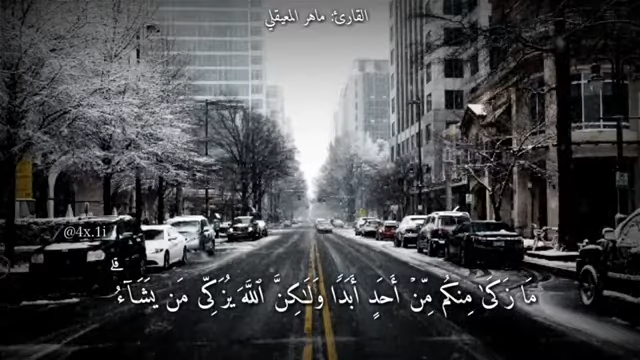 القارئ: ماهر المعيقلي
@4x.1i
مَا زَكَىٰ مِنكُم مِّنۡ أَحَدٍ أَبَدًا وَلَـٰكِنَّ ٱللَّهَ يُزَكِّي مَن يَشَآءُۗ